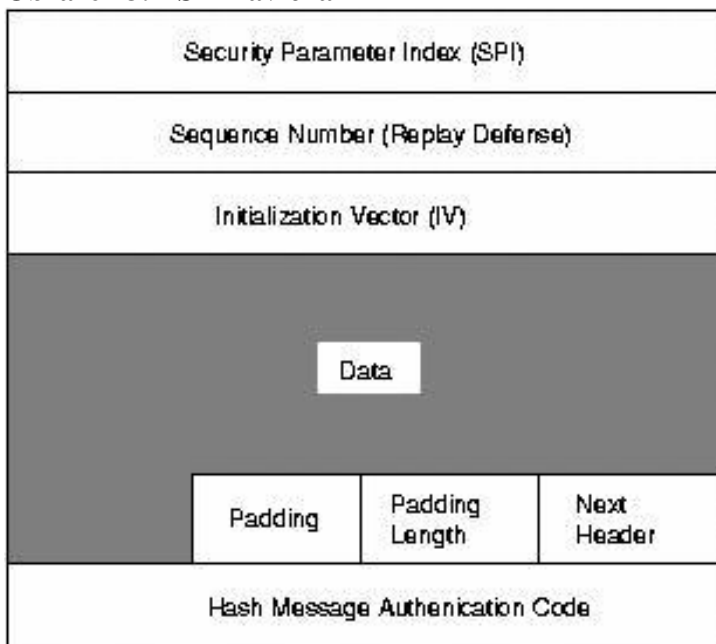 Security Parameter Index (SPI)
Sequence Number (Replay Defense)
Initialization Vector (IV)
Data
Padding
Padding
Length
Next
Header
Hash Message Authenication Code